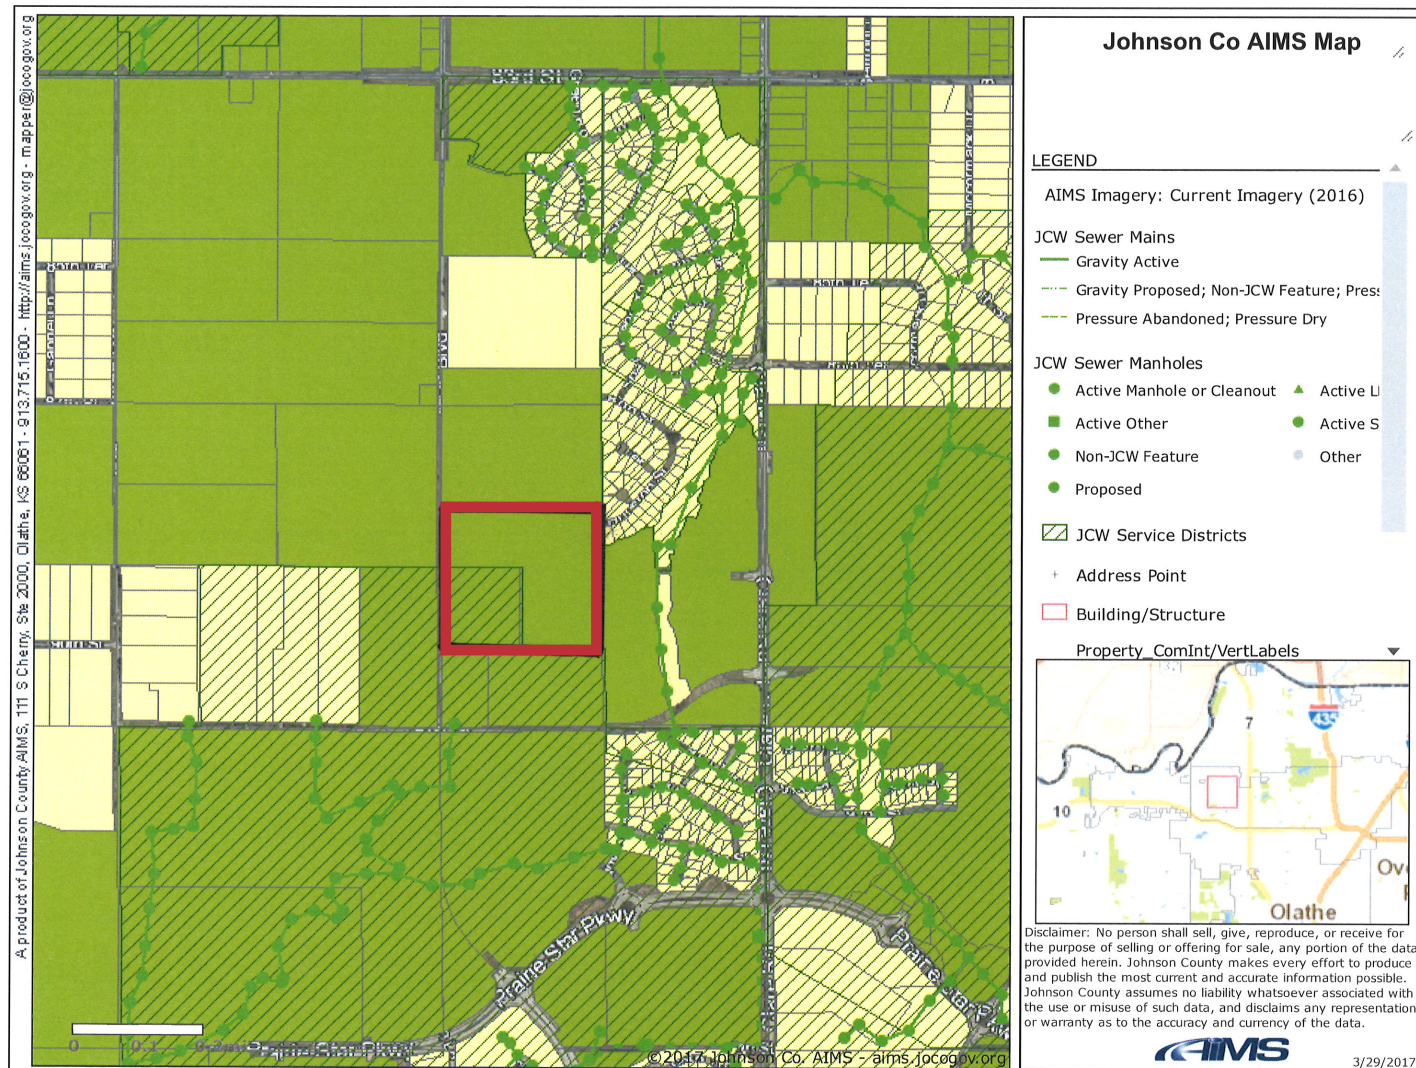 Johnson Co AIMS Map
LEGEND
AIMS Imagery: Current Imagery (2016)
JCW Sewer Mains
Gravity Active
Gravity Proposed; Non-JCW Feature; Press
Pressure Abandoned; Pressure Dry
JCW Sewer Manholes
Active Manhole or Cleanout
Active LI
Active Other
Active S
Non-JCW Feature
Other
Proposed
JCW Service Districts
Address Point
Building/Structure
Property_ComInt/VertLabels
A product of Johnson County AIMS, 111 S Cherry, Ste 2000, Olathe, KS 66061 - 913.715.1600 - http://aims.jocogov.org - mapper@jocogov.org
Prairie Star Pkwy
Prairie Star Pkwy
0 0.1 0.2mi
©2017 Johnson Co. AIMS - aims.jocogov.org
7
435
10
Olathe
Disclaimer: No person shall sell, give, reproduce, or receive for
the purpose of selling or offering for sale, any portion of the data
provided herein. Johnson County makes every effort to produce
and publish the most current and accurate information possible.
Johnson County assumes no liability whatsoever associated with
the use or misuse of such data, and disclaims any representation
or warranty as to the accuracy and currency of the data.
AIMS
3/29/2017